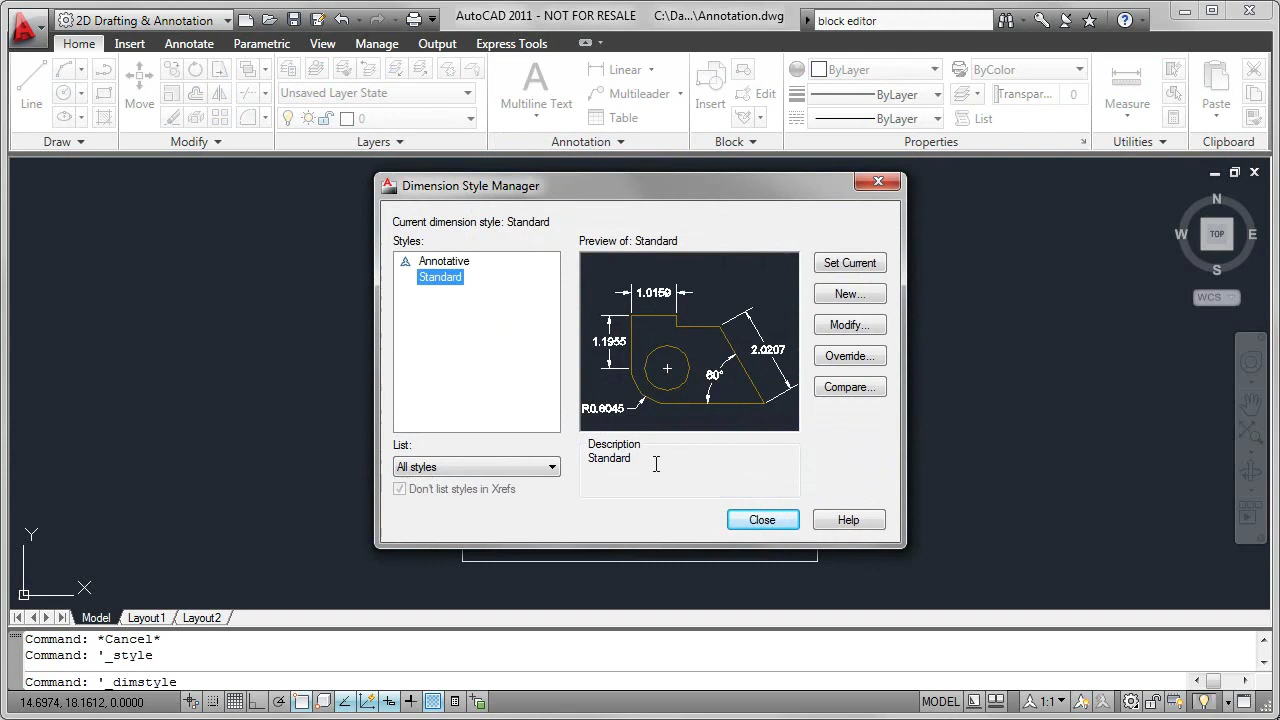 2D Drafting & Annotation
AutoCAD 2011 - NOT FOR RESALE C:\Da...\Annotation.dwg
block editor
Home Insert Annotate Parametric View Manage Output Express Tools
Line
Move
Unsaved Layer State
0
Multiline Text
Linear
Multileader
Table
Insert
Edit
ByLayer
ByLayer
ByLayer
ByColor
Transpar... 0
List
Measure
Paste
Draw Modify Layers Annotation Block Properties Utilities Clipboard
Dimension Style Manager
Current dimension style: Standard
Styles:
Annotative
Standard
Preview of: Standard
1.0159
1.1955
2.0207
60°
R0.8045
Set Current
New...
Modify...
Override...
Compare...
List:
All styles
Don't list styles in Xrefs
Description
Standard
Close Help
N
W TOP E
S
WCS
Y
X
Model Layout1 Layout2
Command: *Cancel*
Command: '_style
Command: '_dimstyle
14.6974, 18.1612, 0.0000
MODEL
1:1